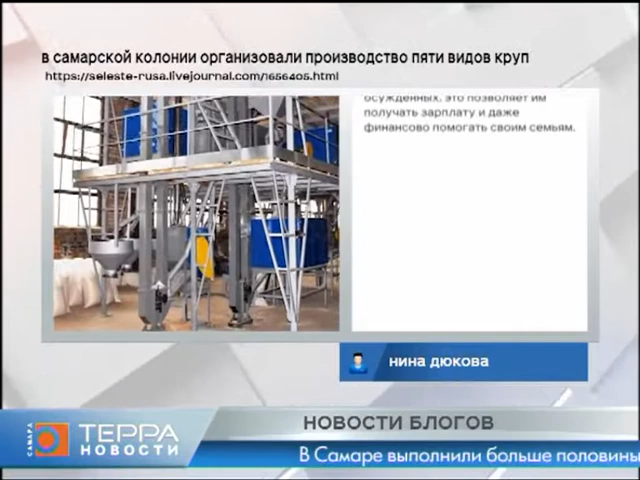 в самарской колонии организовали производство пяти видов круп
https://seleste-rusa.livejournal.com/1656405.html
осужденных, это позволяет им
получать зарплату и даже
финансово помогать своим семьям.
нина дюкова
НОВОСТИ БЛОГОВ
САМАРА
ТЕРРА
НОВОСТИ
В Самаре выполнили больше половины